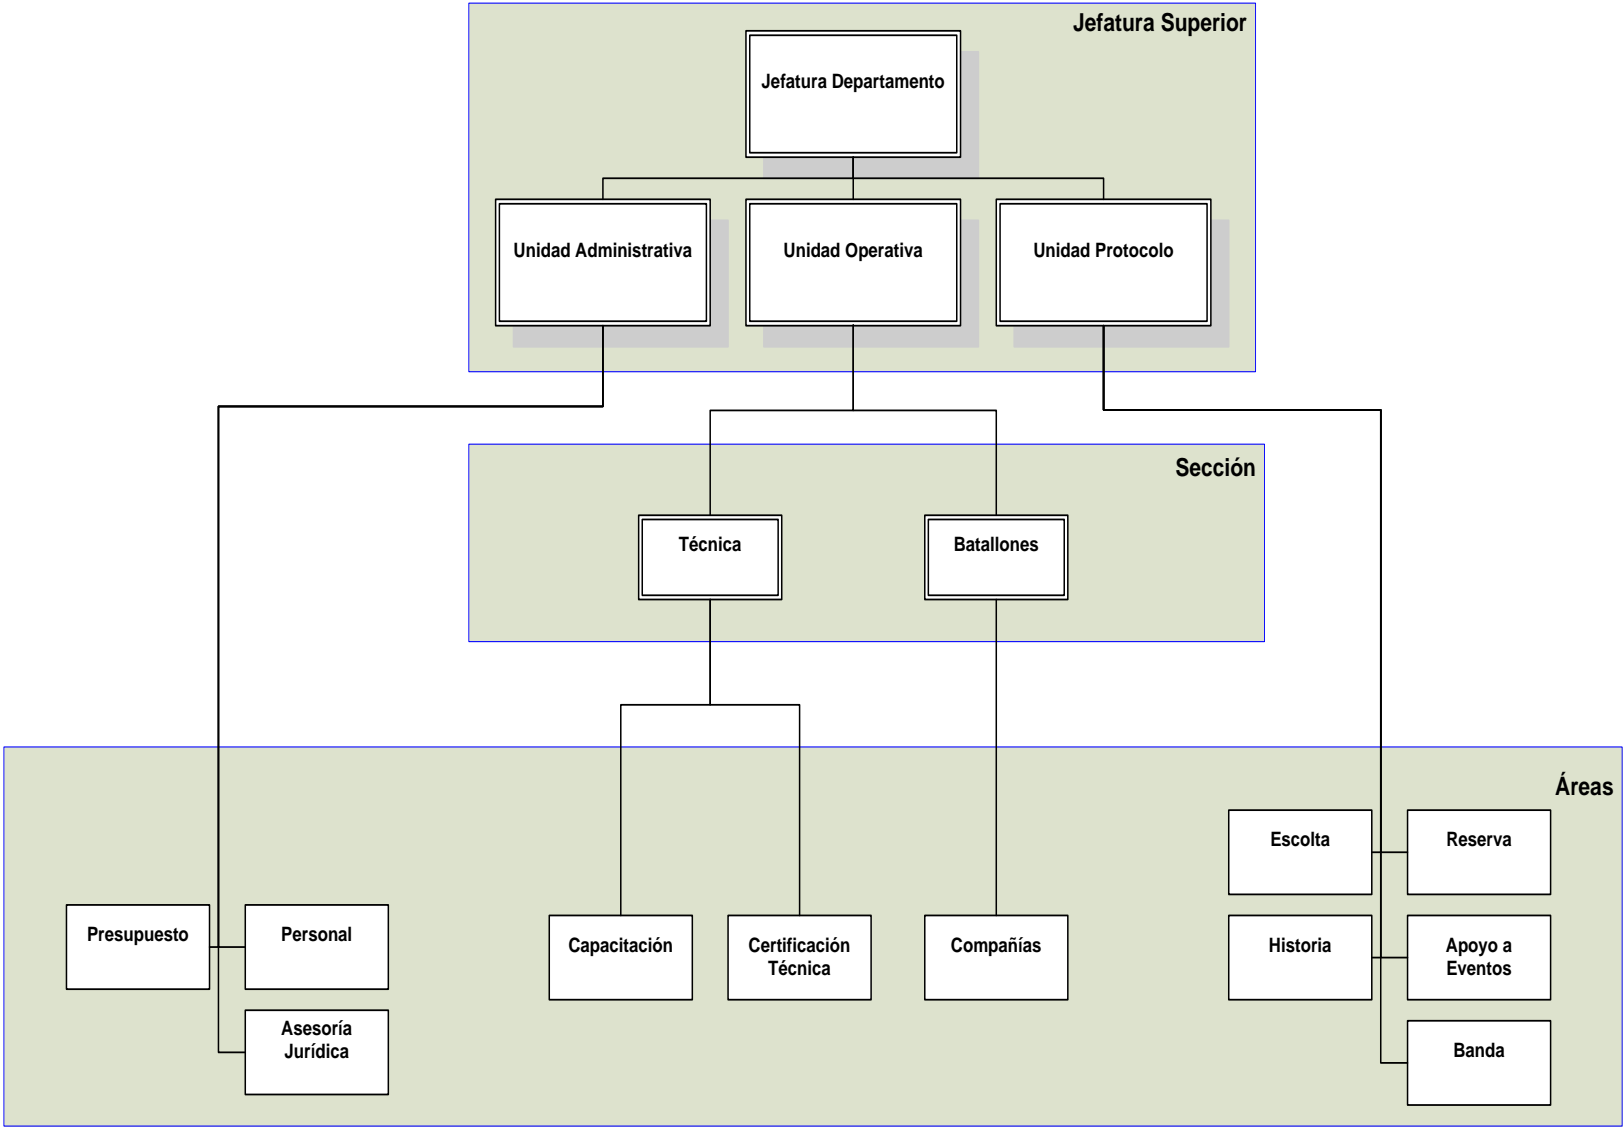 Jefatura Superior
Jefatura Departamento
Unidad Administrativa
Unidad Operativa
Unidad Protocolo
Sección
Técnica
Batallones
Áreas
Escolta
Reserva
Presupuesto
Personal
Capacitación
Certificación
Técnica
Compañías
Historia
Apoyo a
Eventos
Asesoría
Jurídica
Banda